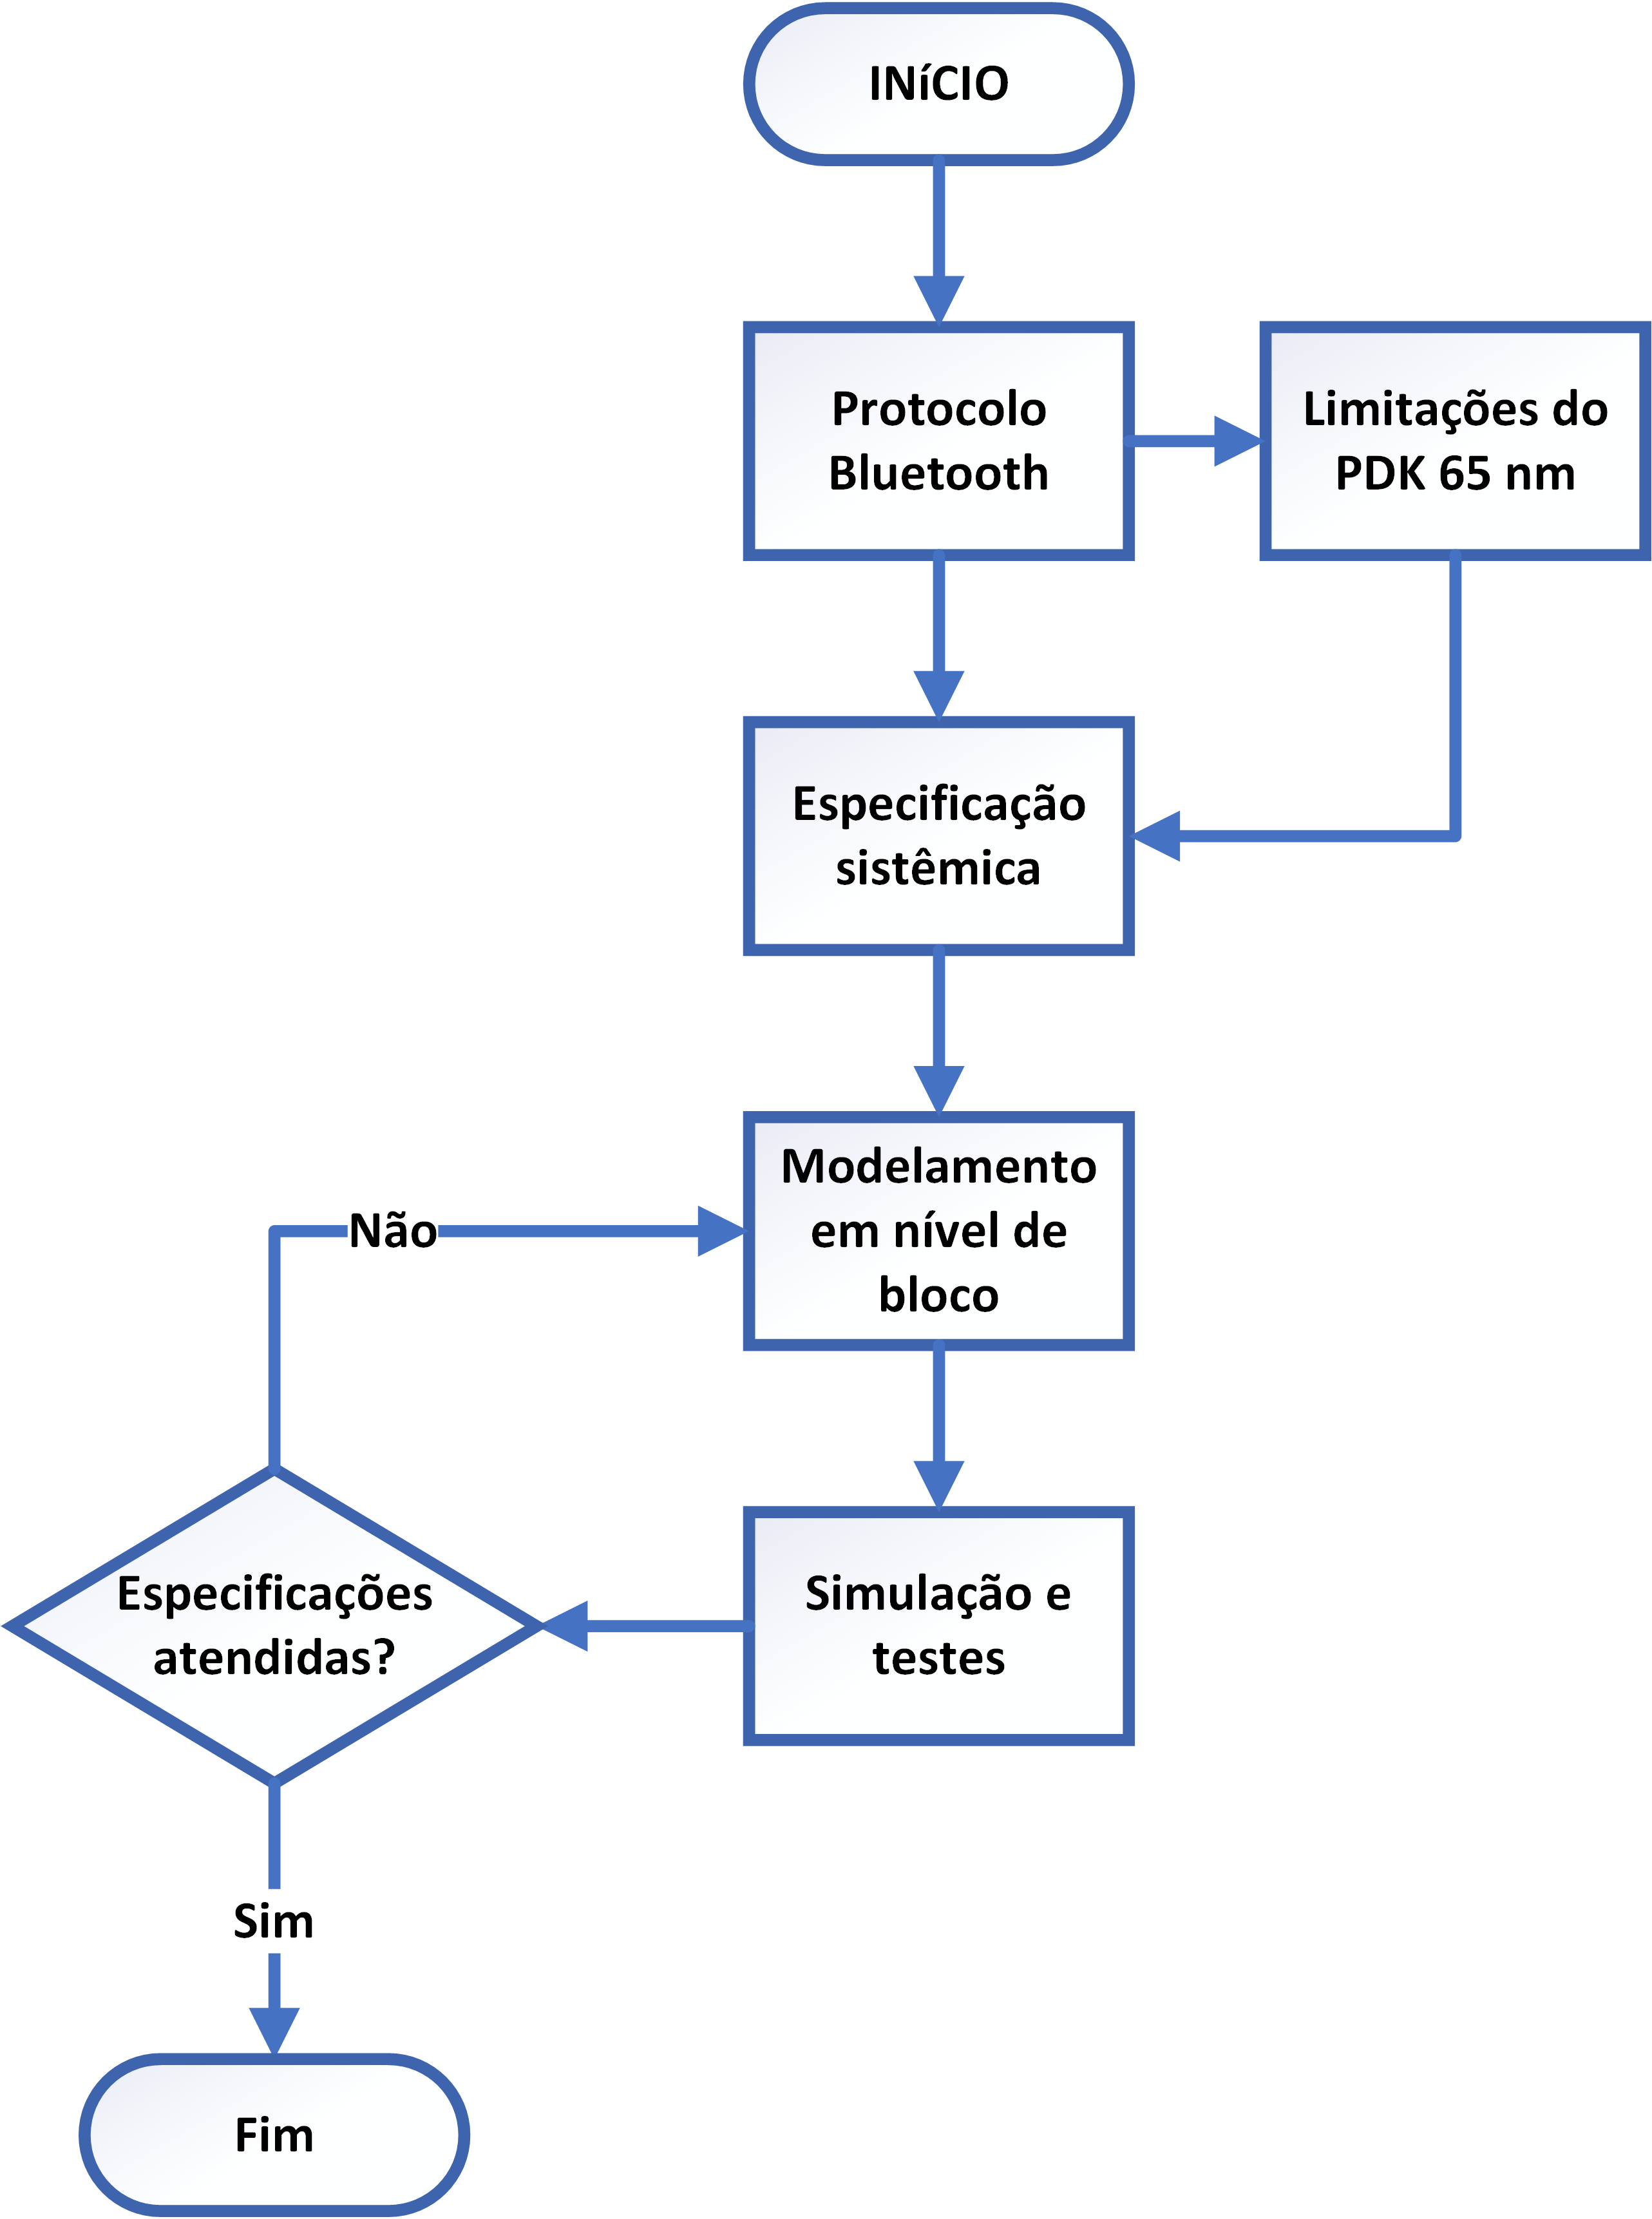 INíCIO
Protocolo
Bluetooth
Limitações do
PDK 65 nm
Especificação
sistêmica
Modelamento
em nível de
bloco
Não
Simulação e
testes
Especificações
atendidas?
Sim
Fim